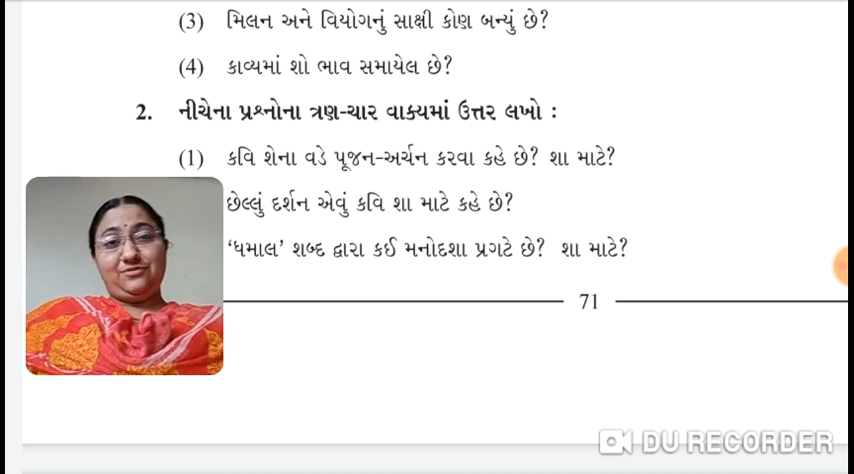 (3) મિલન અને વિયોગનું સાક્ષી કોણ બન્યું છે?
(4) કાવ્યમાં શો ભાવ સમાયેલ છે?
2. નીચેના પ્રશ્નોના ત્રણ-ચાર વાક્યમાં ઉત્તર લખો :
(1) કવિ શેના વડે પૂજન-અર્ચન કરવા કહે છે? શા માટે?
છેલ્લું દર્શન એવું કવિ શા માટે કહે છે?
‘ધમાલ’ શબ્દ દ્વારા કઈ મનોદશા પ્રગટે છે? શા માટે?
71
DU RECORDER